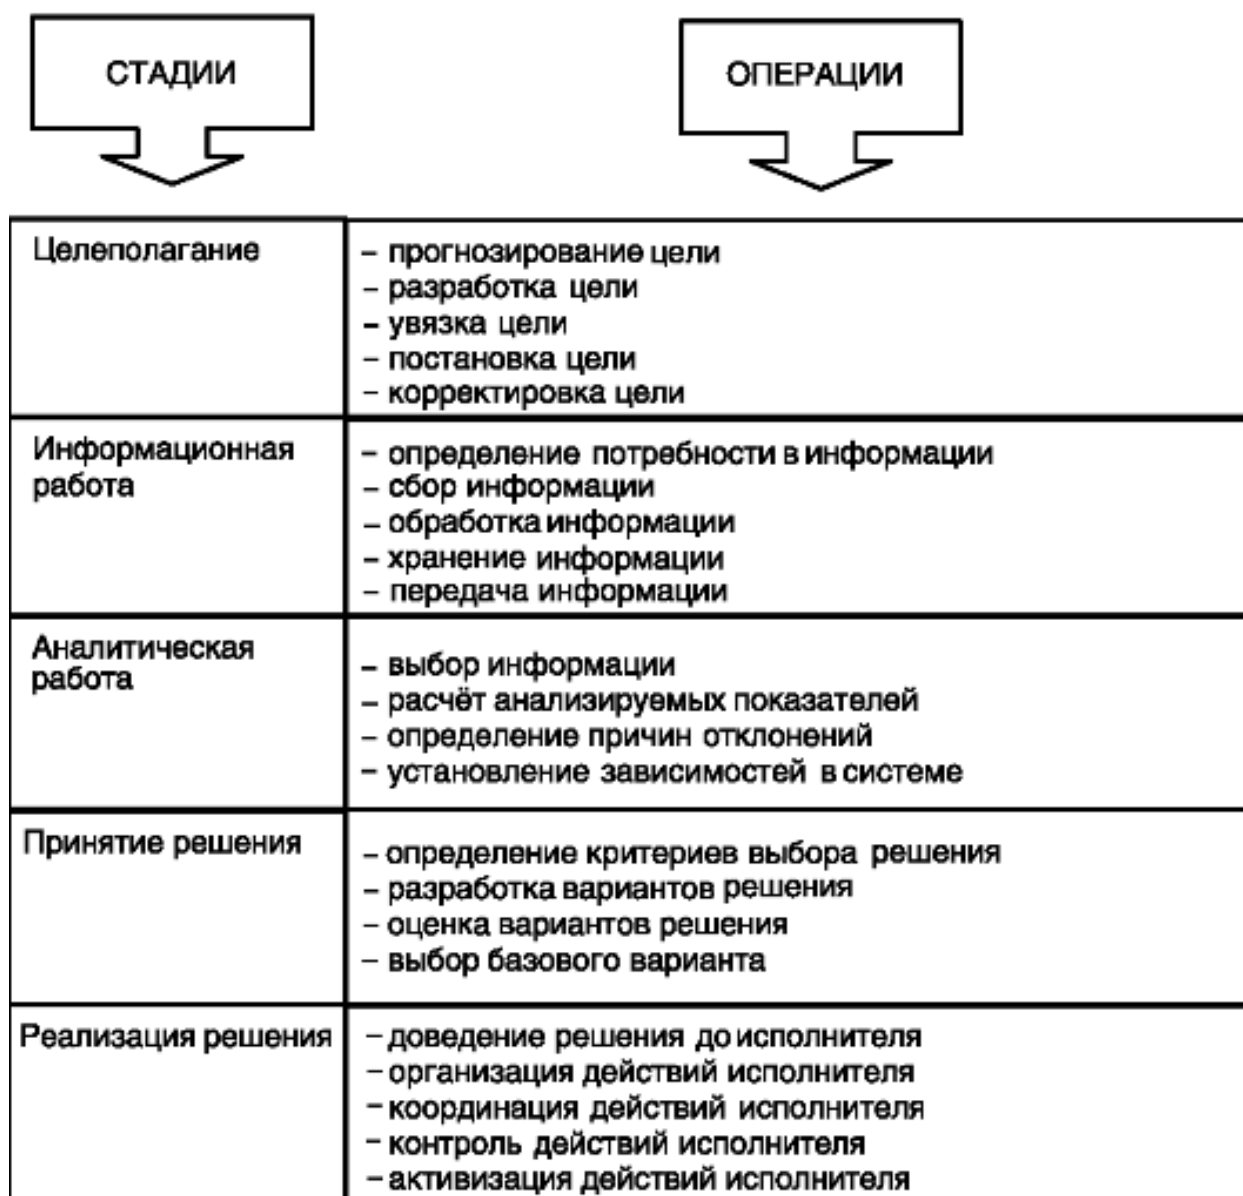 СТАДИИ
ОПЕРАЦИИ
Целеполагание
– прогнозирование цели
– разработка цели
– увязка цели
– постановка цели
– корректировка цели
Информационная
работа
– определение потребности в информации
– сбор информации
– обработка информации
– хранение информации
– передача информации
Аналитическая
работа
– выбор информации
– расчёт анализируемых показателей
– определение причин отклонений
– установление зависимостей в системе
Принятие решения
– определение критериев выбора решения
– разработка вариантов решения
– оценка вариантов решения
– выбор базового варианта
Реализация решения
– доведение решения до исполнителя
– организация действий исполнителя
– координация действий исполнителя
– контроль действий исполнителя
– активизация действий исполнителя